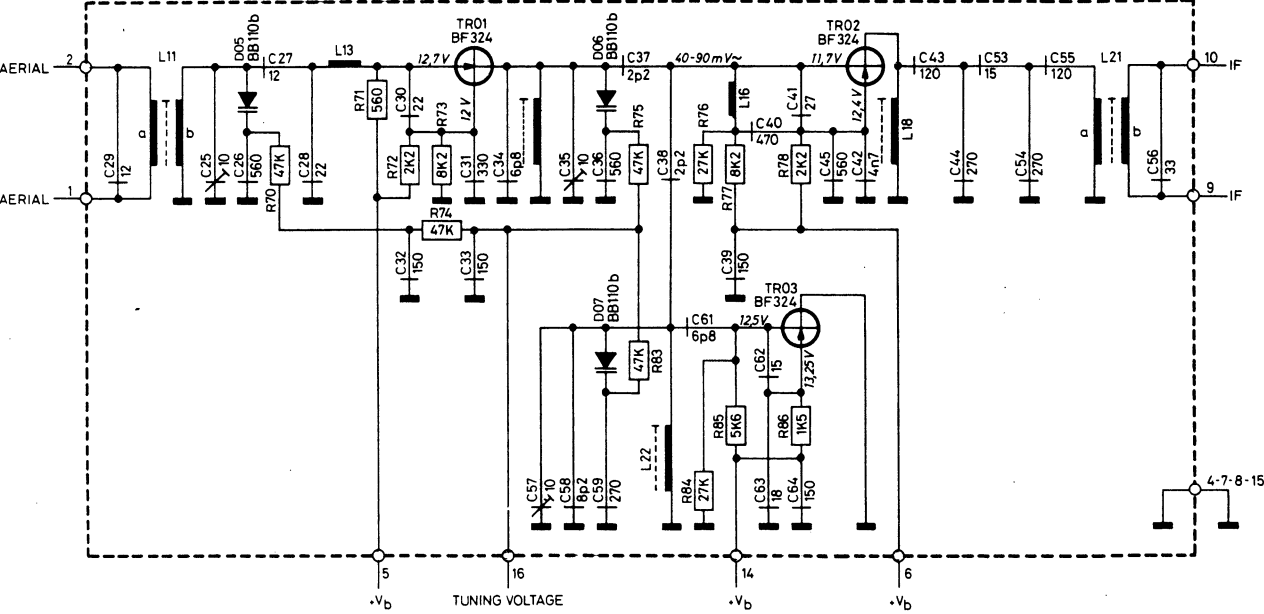 TR01
BF324
TR02
BF324
2
AERIAL
L11
D05
BB110b
C27
12
L13
12,7V
D06
BB110b
C37
2p2
40-90mV~
11,7V
C43
120
C53
15
C55
120
L21
10
IF
R71
560
C30
22
R73
12V
R75
R76
L16
C41
27
12,4V
a
b
C40
470
L18
a
b
C29
12
C25
10
C26
560
47K
R70
C28
22
R72
2K2
8K2
C31
330
C34
6p8
C35
10
C36
560
47K
C38
2p2
27K
8K2
R77
R78
2K2
C45
560
C42
4n7
C44
270
C54
270
C56
33
1
AERIAL
9
IF
R74
47K
C32
150
C33
150
C39
150
D07
BB110b
TR03
BF324
C61
6p8
12,5V
47K
R83
C62
15
13,25V
R85
5K6
R86
1K5
L22
C57
10
C58
8p2
C59
270
R84
27K
C63
18
C64
150
4-7-8-15
5
16
14
6
+Vb
TUNING VOLTAGE
+Vb
+Vb